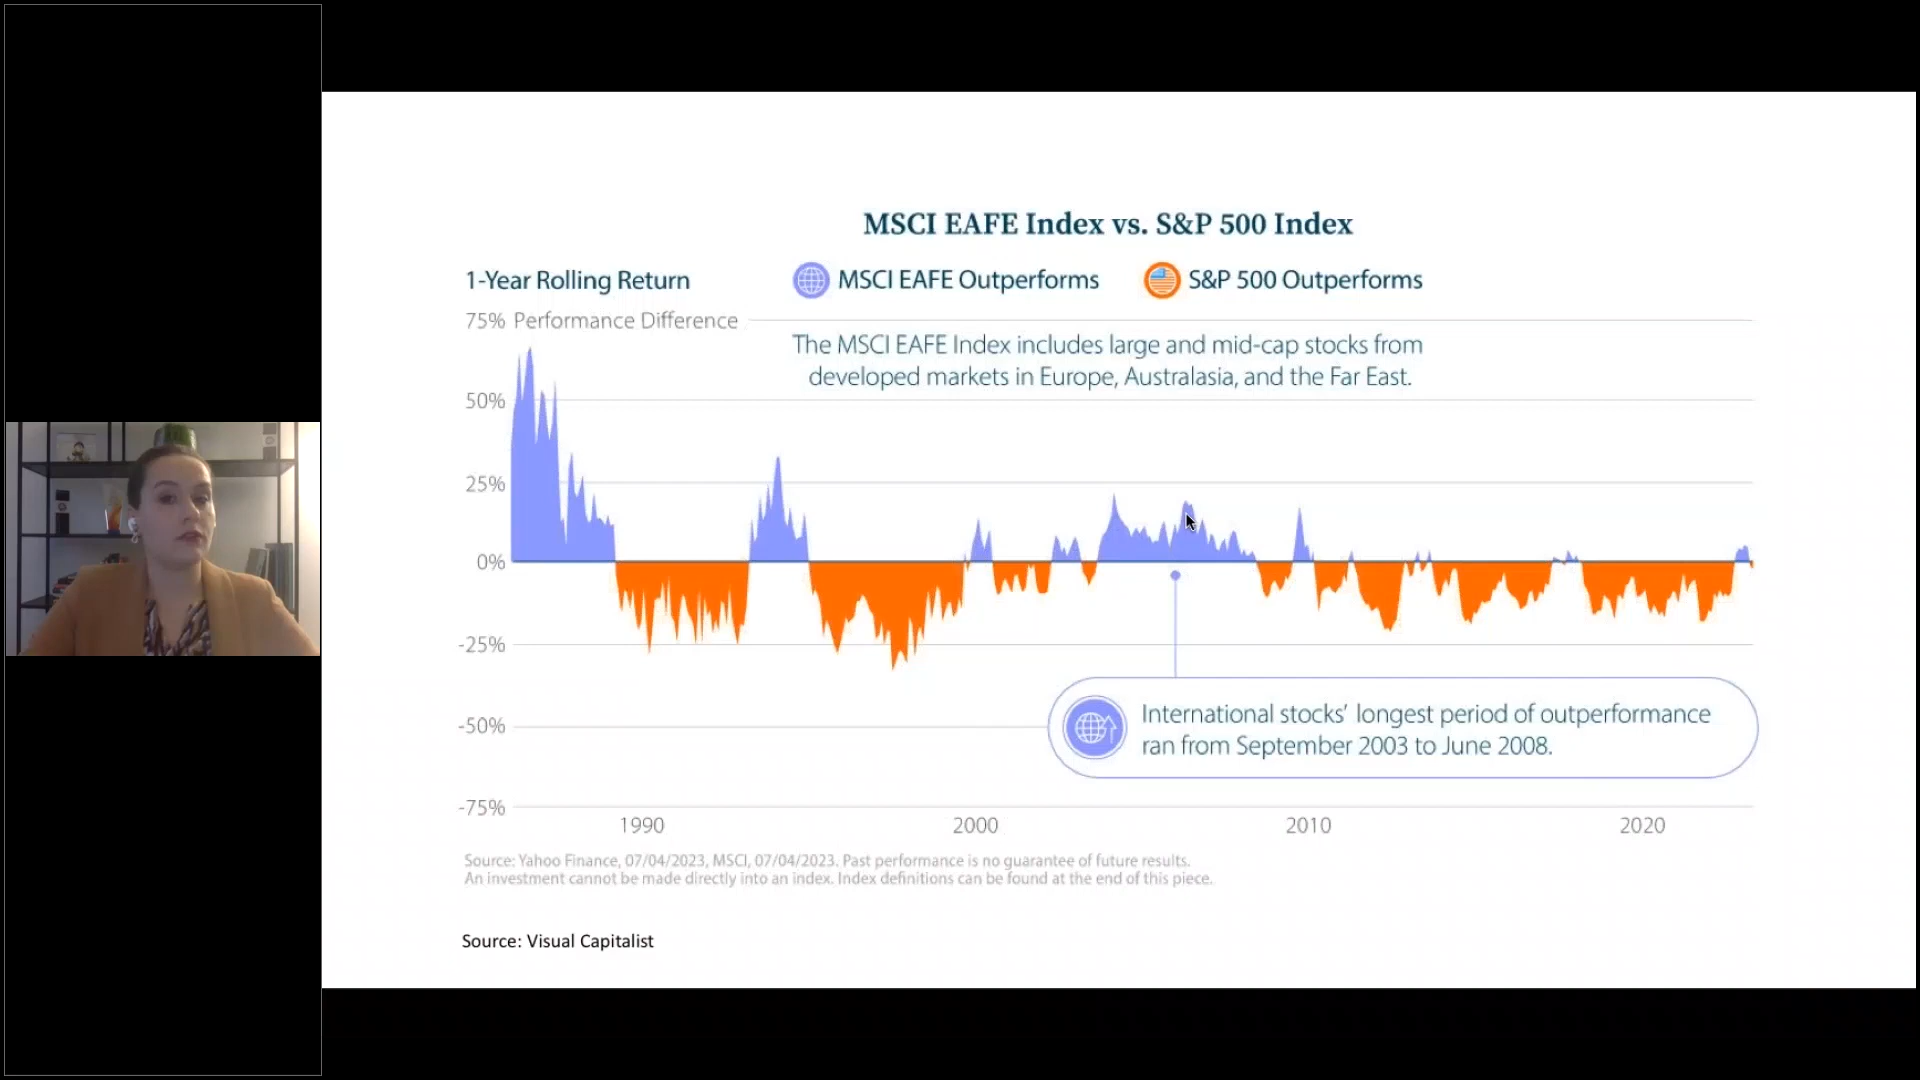 MSCI EAFE Index vs. S&P 500 Index
1-Year Rolling Return
MSCI EAFE Outperforms
S&P 500 Outperforms
75% Performance Difference
The MSCI EAFE Index includes large and mid-cap stocks from
developed markets in Europe, Australasia, and the Far East.
50%
25%
0%
-25%
-50%
-75%
International stocks' longest period of outperformance
ran from September 2003 to June 2008.
1990
2000
2010
2020
Source: Yahoo Finance, 07/04/2023, MSCI, 07/04/2023. Past performance is no guarantee of future results.
An investment cannot be made directly into an index. Index definitions can be found at the end of this piece.
Source: Visual Capitalist